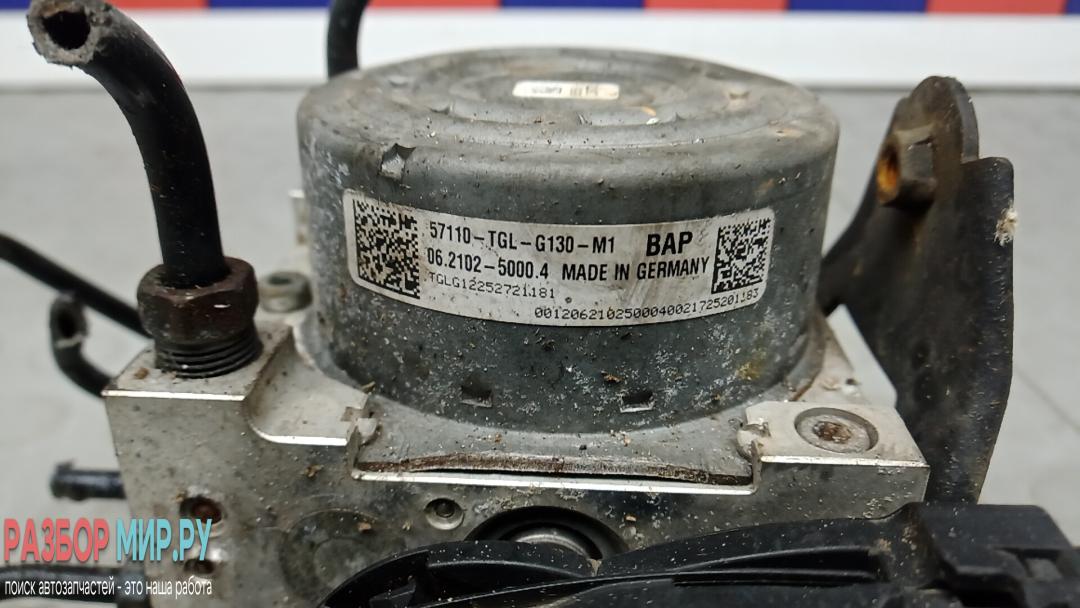 57110-TGL-G130-M1 BAP
06.2102-5000.4 MADE IN GERMANY
TGLG12252721181
0012062102500040021725201183
РАЗБОР МИР.РУ
поиск автозапчастей - это наша работа